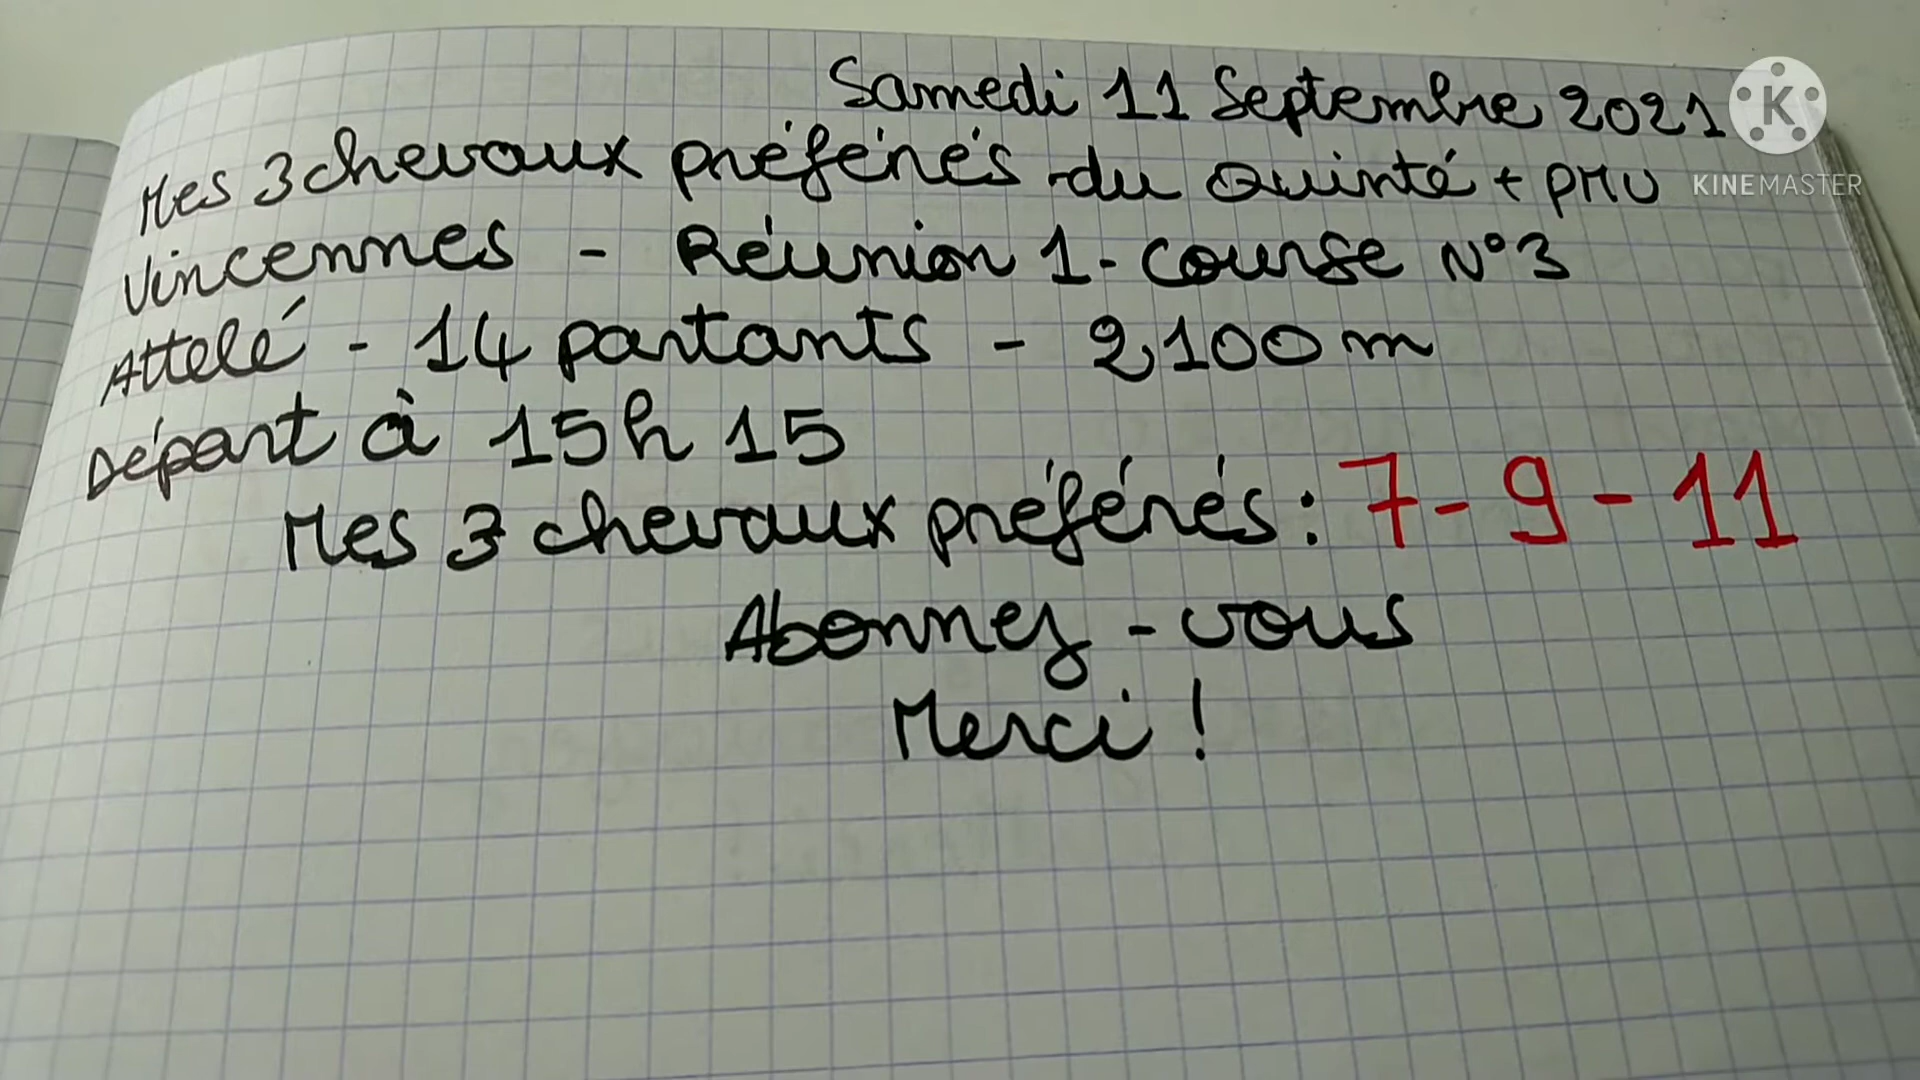 Samedi 11 Septembre 2021
Mes 3 chevaux préférés du Quinté + PMU
Vincennes - Réunion 1 - Course N°3
Attelé - 14 partants - 2100 m
Départ à 15h 15
Mes 3 chevaux préférés : 7 - 9 - 11
Abonnez - vous
Merci !
K
KINEMASTER